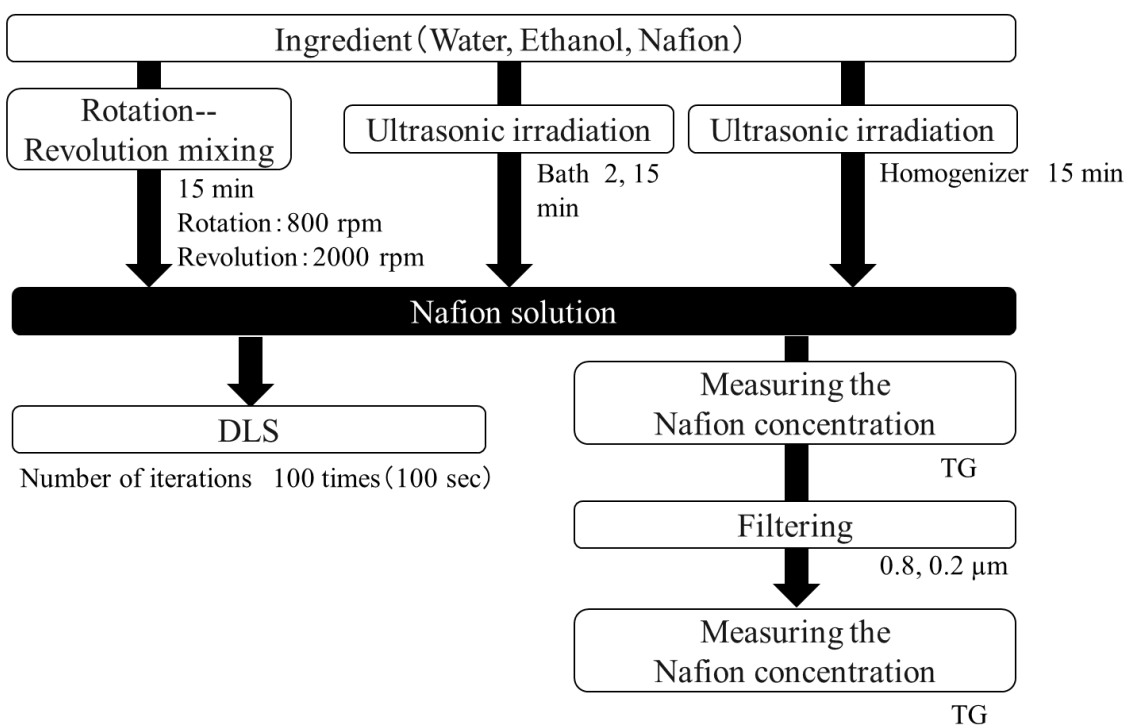 Ingredient（Water, Ethanol, Nafion）
Rotation--
Revolution mixing
Ultrasonic irradiation
Ultrasonic irradiation
15 min
Rotation：800 rpm
Revolution：2000 rpm
Bath 2, 15
min
Homogenizer 15 min
Nafion solution
DLS
Number of iterations 100 times（100 sec）
Measuring the
Nafion concentration
TG
Filtering
0.8, 0.2 µm
Measuring the
Nafion concentration
TG